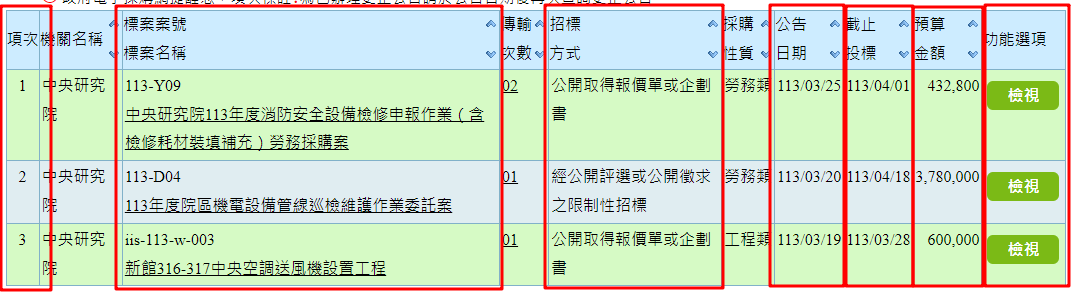 項次 機關名稱 標案案號 標案名稱 傳輸次數 招標方式 採購性質 公告日期 截止投標 預算金額 功能選項
1 中央研究院 113-Y09 02 公開取得報價單或企劃書 勞務類 113/03/25 113/04/01 432,800 檢視
中央研究院113年度消防安全設備檢修申報作業（含
檢修耗材裝填補充）勞務採購案
2 中央研究院 113-D04 01 經公開評選或公開徵求之限制性招標 勞務類 113/03/20 113/04/18 3,780,000 檢視
113年度院區機電設備管線巡檢維護作業委託案
3 中央研究院 iis-113-w-003 01 公開取得報價單或企劃書 工程類 113/03/19 113/03/28 600,000 檢視
新館316-317中央空調送風機設置工程